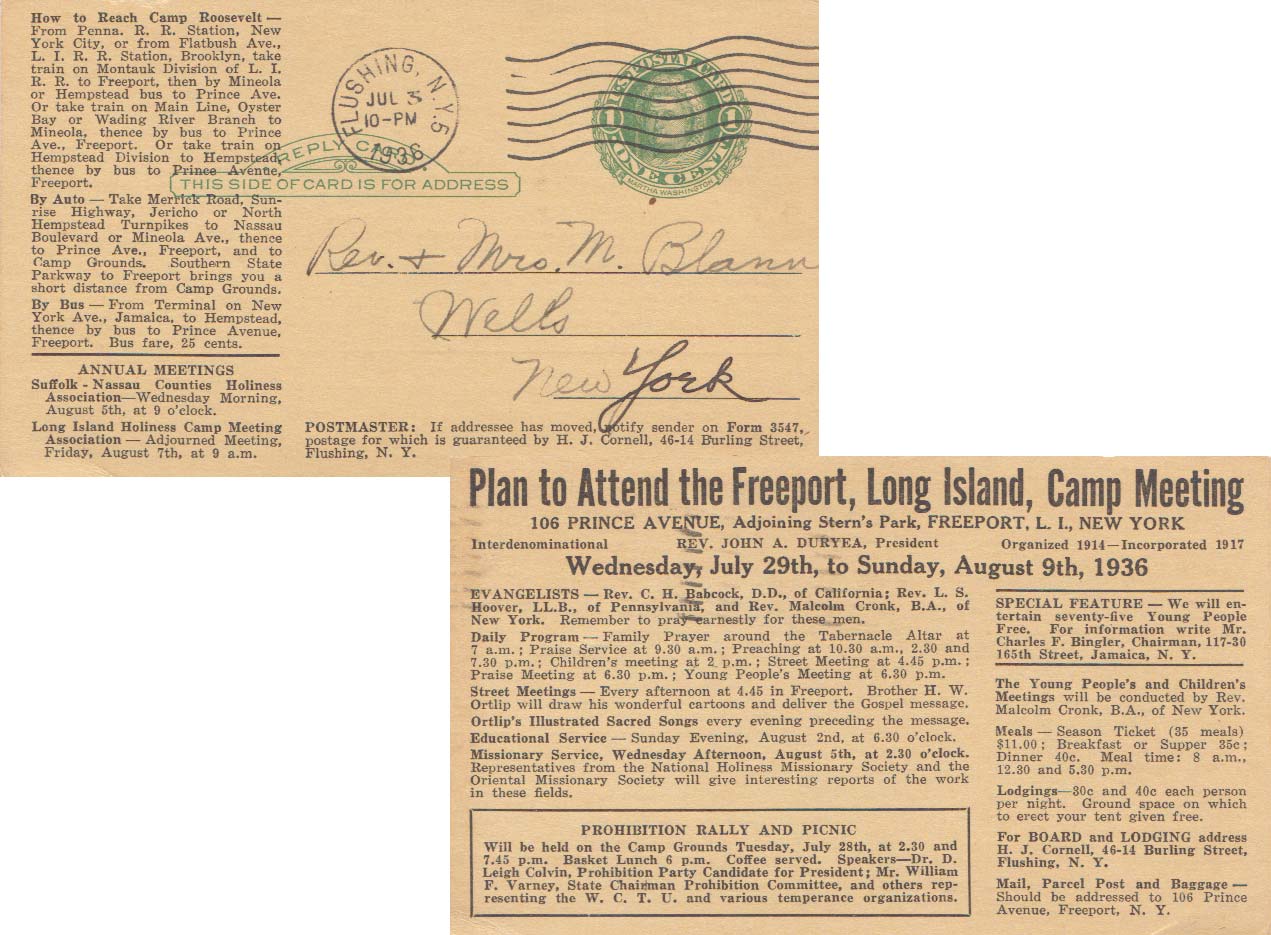 How to Reach Camp Roosevelt —
From Penna. R. R. Station, New
York City, or from Flatbush Ave.,
L. I. R. R. Station, Brooklyn, take
train on Montauk Division of L. I.
R. R. to Freeport, then by Mineola
or Hempstead bus to Prince Ave.
Or take train on Main Line, Oyster
Bay or Wading River Branch to
Mineola, thence by bus to Prince
Ave., Freeport. Or take train on
Hempstead Division to Hempstead,
thence by bus to Prince Avenue,
Freeport.
By Auto — Take Merrick Road, Sun-
rise Highway, Jericho or North
Hempstead Turnpikes to Nassau
Boulevard or Mineola Ave., thence
to Prince Ave., Freeport, and to
Camp Grounds. Southern State
Parkway to Freeport brings you a
short distance from Camp Grounds.
By Bus — From Terminal on New
York Ave., Jamaica, to Hempstead,
thence by bus to Prince Avenue,
Freeport. Bus fare, 25 cents.
ANNUAL MEETINGS
Suffolk - Nassau Counties Holiness
Association—Wednesday Morning,
August 5th, at 9 o'clock.
Long Island Holiness Camp Meeting
Association — Adjourned Meeting,
Friday, August 7th, at 9 a.m.
FLUSHING, N.Y. 5
JUL 3
10-PM
1936
U.S. POSTAL CARD
1 1
ONE CENT
MARTHA WASHINGTON
REPLY CARD
THIS SIDE OF CARD IS FOR ADDRESS
Rev. + Mrs. M. Blann
Wells
New York
POSTMASTER: If addressee has moved, notify sender on Form 3547,
postage for which is guaranteed by H. J. Cornell, 46-14 Burling Street,
Flushing, N. Y.
Plan to Attend the Freeport, Long Island, Camp Meeting
106 PRINCE AVENUE, Adjoining Stern's Park, FREEPORT, L. I., NEW YORK
Interdenominational REV. JOHN A. DURYEA, President Organized 1914—Incorporated 1917
Wednesday, July 29th, to Sunday, August 9th, 1936
EVANGELISTS — Rev. C. H. Babcock, D.D., of California; Rev. L. S.
Hoover, LL.B., of Pennsylvania, and Rev. Malcolm Cronk, B.A., of
New York. Remember to pray earnestly for these men.
Daily Program — Family Prayer around the Tabernacle Altar at
7 a.m.; Praise Service at 9.30 a.m.; Preaching at 10.30 a.m., 2.30 and
7.30 p.m.; Children's meeting at 2 p.m.; Street Meeting at 4.45 p.m.;
Praise Meeting at 6.30 p.m.; Young People's Meeting at 6.30 p.m.
Street Meetings — Every afternoon at 4.45 in Freeport. Brother H. W.
Ortlip will draw his wonderful cartoons and deliver the Gospel message.
Ortlip's Illustrated Sacred Songs every evening preceding the message.
Educational Service — Sunday Evening, August 2nd, at 6.30 o'clock.
Missionary Service, Wednesday Afternoon, August 5th, at 2.30 o'clock.
Representatives from the National Holiness Missionary Society and the
Oriental Missionary Society will give interesting reports of the work
in these fields.
PROHIBITION RALLY AND PICNIC
Will be held on the Camp Grounds Tuesday, July 28th, at 2.30 and
7.45 p.m. Basket Lunch 6 p.m. Coffee served. Speakers—Dr. D.
Leigh Colvin, Prohibition Party Candidate for President; Mr. William
F. Varney, State Chairman Prohibition Committee, and others rep-
resenting the W. C. T. U. and various temperance organizations.
SPECIAL FEATURE — We will en-
tertain seventy-five Young People
Free. For information write Mr.
Charles F. Bingler, Chairman, 117-30
165th Street, Jamaica, N. Y.
The Young People's and Children's
Meetings will be conducted by Rev.
Malcolm Cronk, B.A., of New York.
Meals — Season Ticket (35 meals)
$11.00; Breakfast or Supper 35c;
Dinner 40c. Meal time: 8 a.m.,
12.30 and 5.30 p.m.
Lodgings—30c and 40c each person
per night. Ground space on which
to erect your tent given free.
For BOARD and LODGING address
H. J. Cornell, 46-14 Burling Street,
Flushing, N. Y.
Mail, Parcel Post and Baggage —
Should be addressed to 106 Prince
Avenue, Freeport, N. Y.